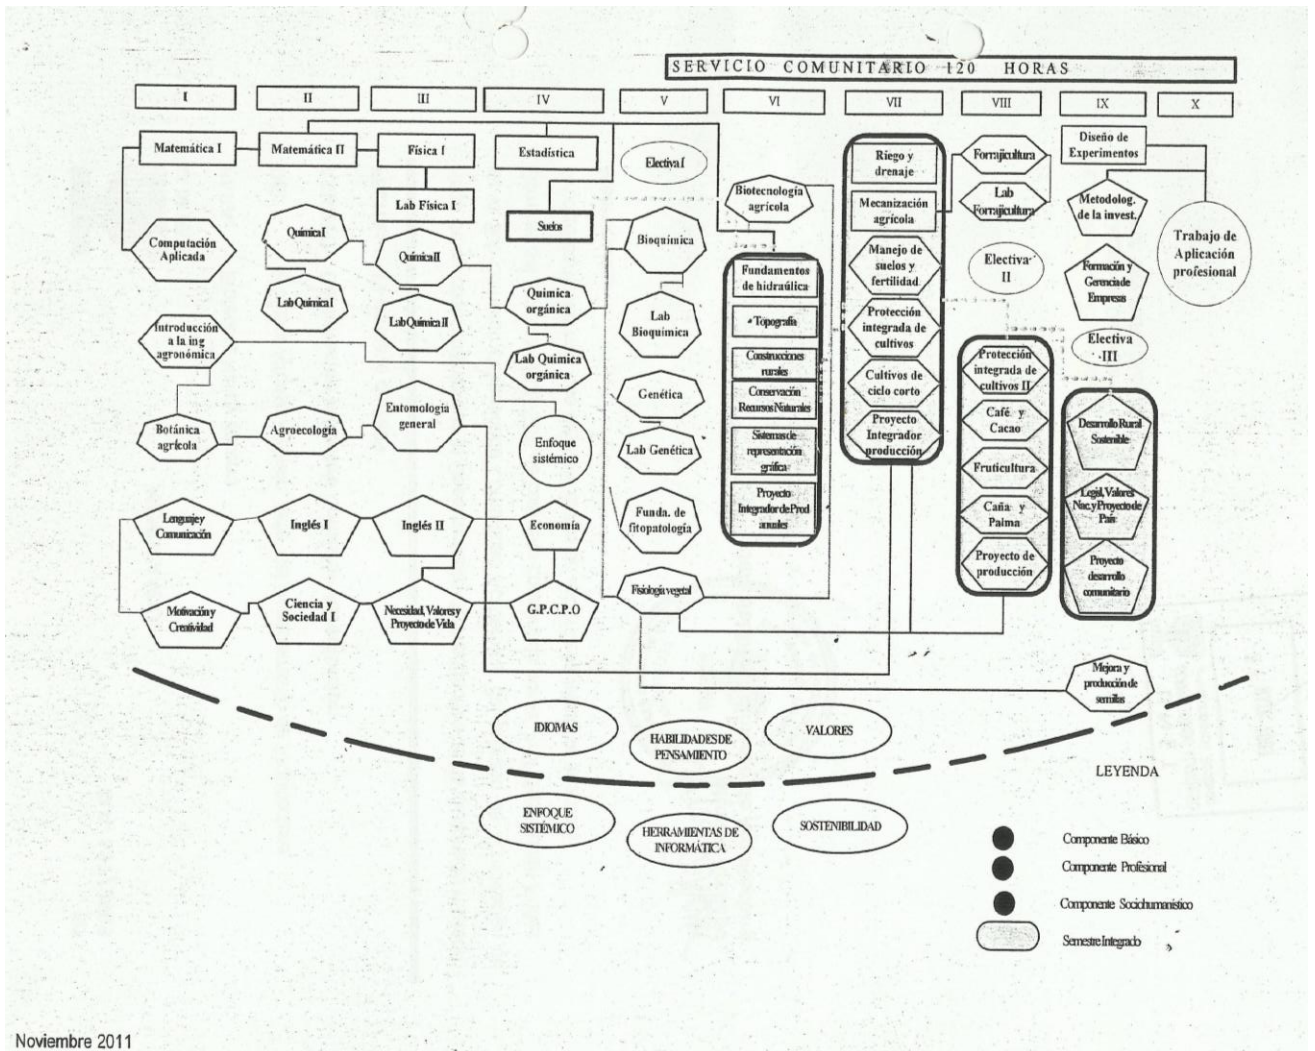 SERVICIO COMUNITARIO 120 HORAS
I
II
III
IV
V
VI
VII
VIII
IX
X
Matemática I
Computación
Aplicada
Introducción
a la ing
agronómica
Botánica
agrícola
Lenguaje y
Comunicación
Motivación y
Creatividad
Matemática II
Química I
Lab Química I
Agroecología
Inglés I
Ciencia y
Sociedad I
Física I
Lab Física I
Química II
Lab Química II
Entomología
general
Inglés II
Necesidad, Valores y
Proyecto de Vida
Estadística
Suelos
Química
orgánica
Lab Química
orgánica
Enfoque
sistémico
Economía
G.P.C.P.O
Electiva I
Bioquímica
Lab
Bioquímica
Genética
Lab Genética
Funda. de
fitopatología
Fisiología vegetal
Biotecnología
agrícola
Fundamentos
de hidraúlica
Topografía
Construcciones
rurales
Conservación
Recursos Naturales
Sistemas de
representación
gráfica
Proyecto
Integrador de Prod
anuales
Riego y
drenaje
Mecanización
agrícola
Manejo de
suelos y
fertilidad
Protección
integrada de
cultivos
Cultivos de
ciclo corto
Proyecto
Integrador
producción
Forrajicultura
Lab
Forrajicultura
Electiva
II
Protección
integrada de
cultivos II
Café y
Cacao
Fruticultura
Caña y
Palma
Proyecto de
producción
Diseño de
Experimentos
Metodolog.
de la invest.
Formación y
Gerencia de
Empresas
Electiva
III
Desarrollo Rural
Sostenible
Legal, Valores
Nac. y Proyecto de
País
Proyecto
desarrollo
comunitario
Mejora y
producción de
semillas
Trabajo de
Aplicación
profesional
IDIOMAS
HABILIDADES DE
PENSAMIENTO
VALORES
ENFOQUE
SISTÉMICO
HERRAMIENTAS DE
INFORMÁTICA
SOSTENIBILIDAD
LEYENDA
Componente Básico
Componente Profesional
Componente Sociohumanístico
Semestre Integrado
Noviembre 2011